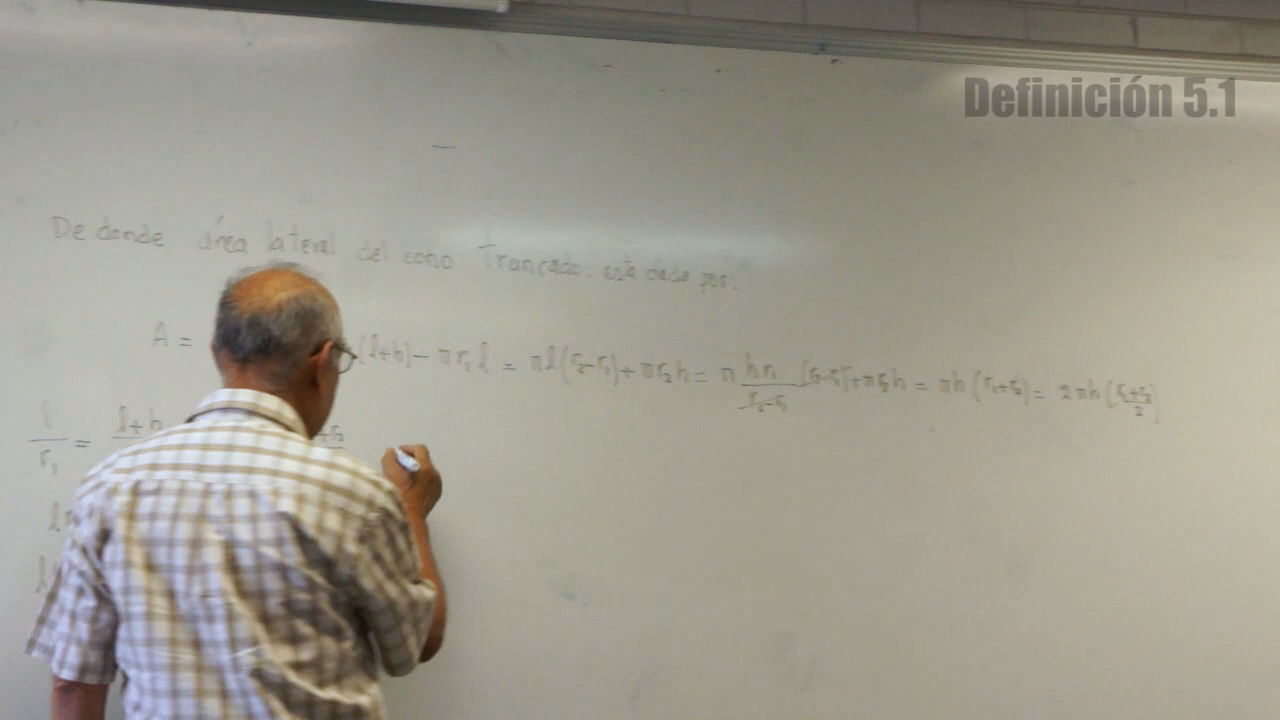 Definición 5.1
De donde área lateral del cono Truncado. está dada por:
A = (l+h) - πr₁l = πl(r₂-r₁) + πr₂h = π hr₁/(r₂-r₁) (r₂-r₁) + πr₂h = πh(r₁+r₂) = 2πh((r₁+r₂)/2)
l/r₁ = l+h